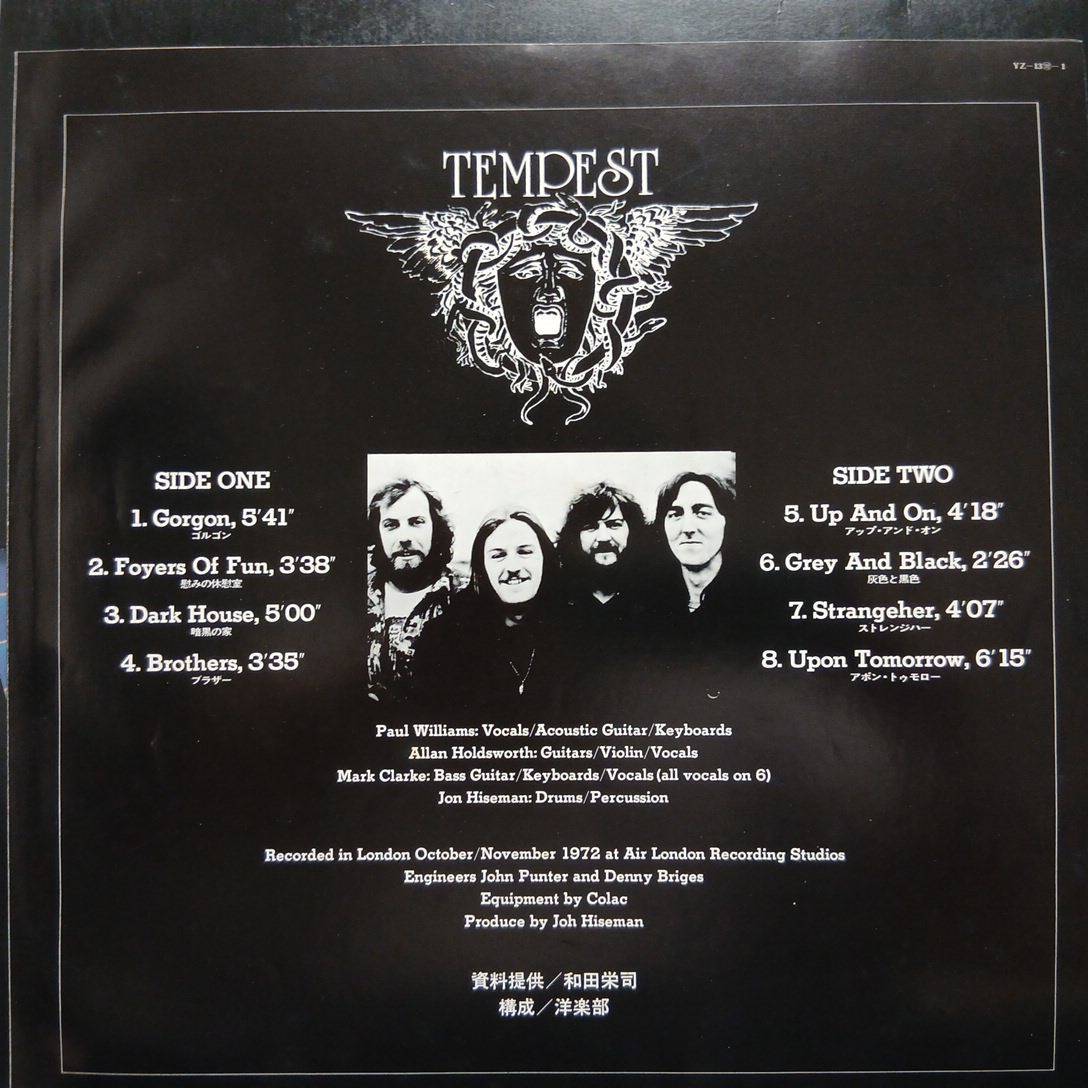 YZ-13
TEMPEST
SIDE ONE
1. Gorgon, 5'41"
ゴルゴン
2. Foyers Of Fun, 3'38"
慰みの休慰室
3. Dark House, 5'00"
暗黒の家
4. Brothers, 3'35"
ブラザー
SIDE TWO
5. Up And On, 4'18"
アップ・アンド・オン
6. Grey And Black, 2'26"
灰色と黒色
7. Strangeher, 4'07"
ストレンジハー
8. Upon Tomorrow, 6'15"
アポン・トゥモロー
Paul Williams: Vocals/Acoustic Guitar/Keyboards
Allan Holdsworth: Guitars/Violin/Vocals
Mark Clarke: Bass Guitar/Keyboards/Vocals (all vocals on 6)
Jon Hiseman: Drums/Percussion
Recorded in London October/November 1972 at Air London Recording Studios
Engineers John Punter and Denny Briges
Equipment by Colac
Produce by Joh Hiseman
資料提供／和田栄司
構成／洋楽部